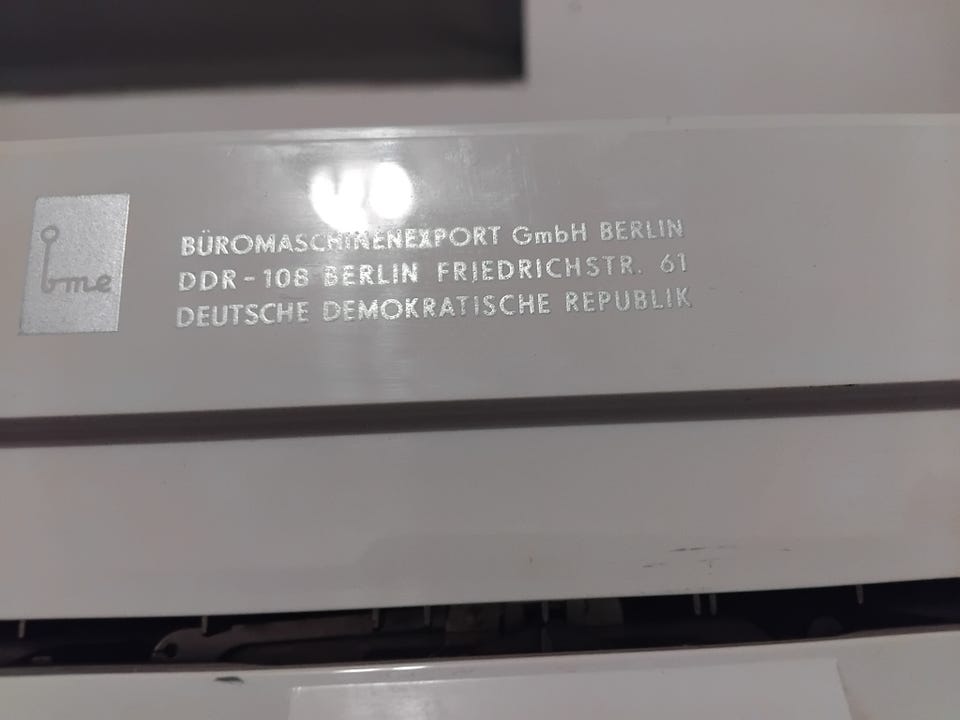 bme
BÜROMASCHINENEXPORT GmbH BERLIN
DDR-108 BERLIN FRIEDRICHSTR. 61
DEUTSCHE DEMOKRATISCHE REPUBLIK